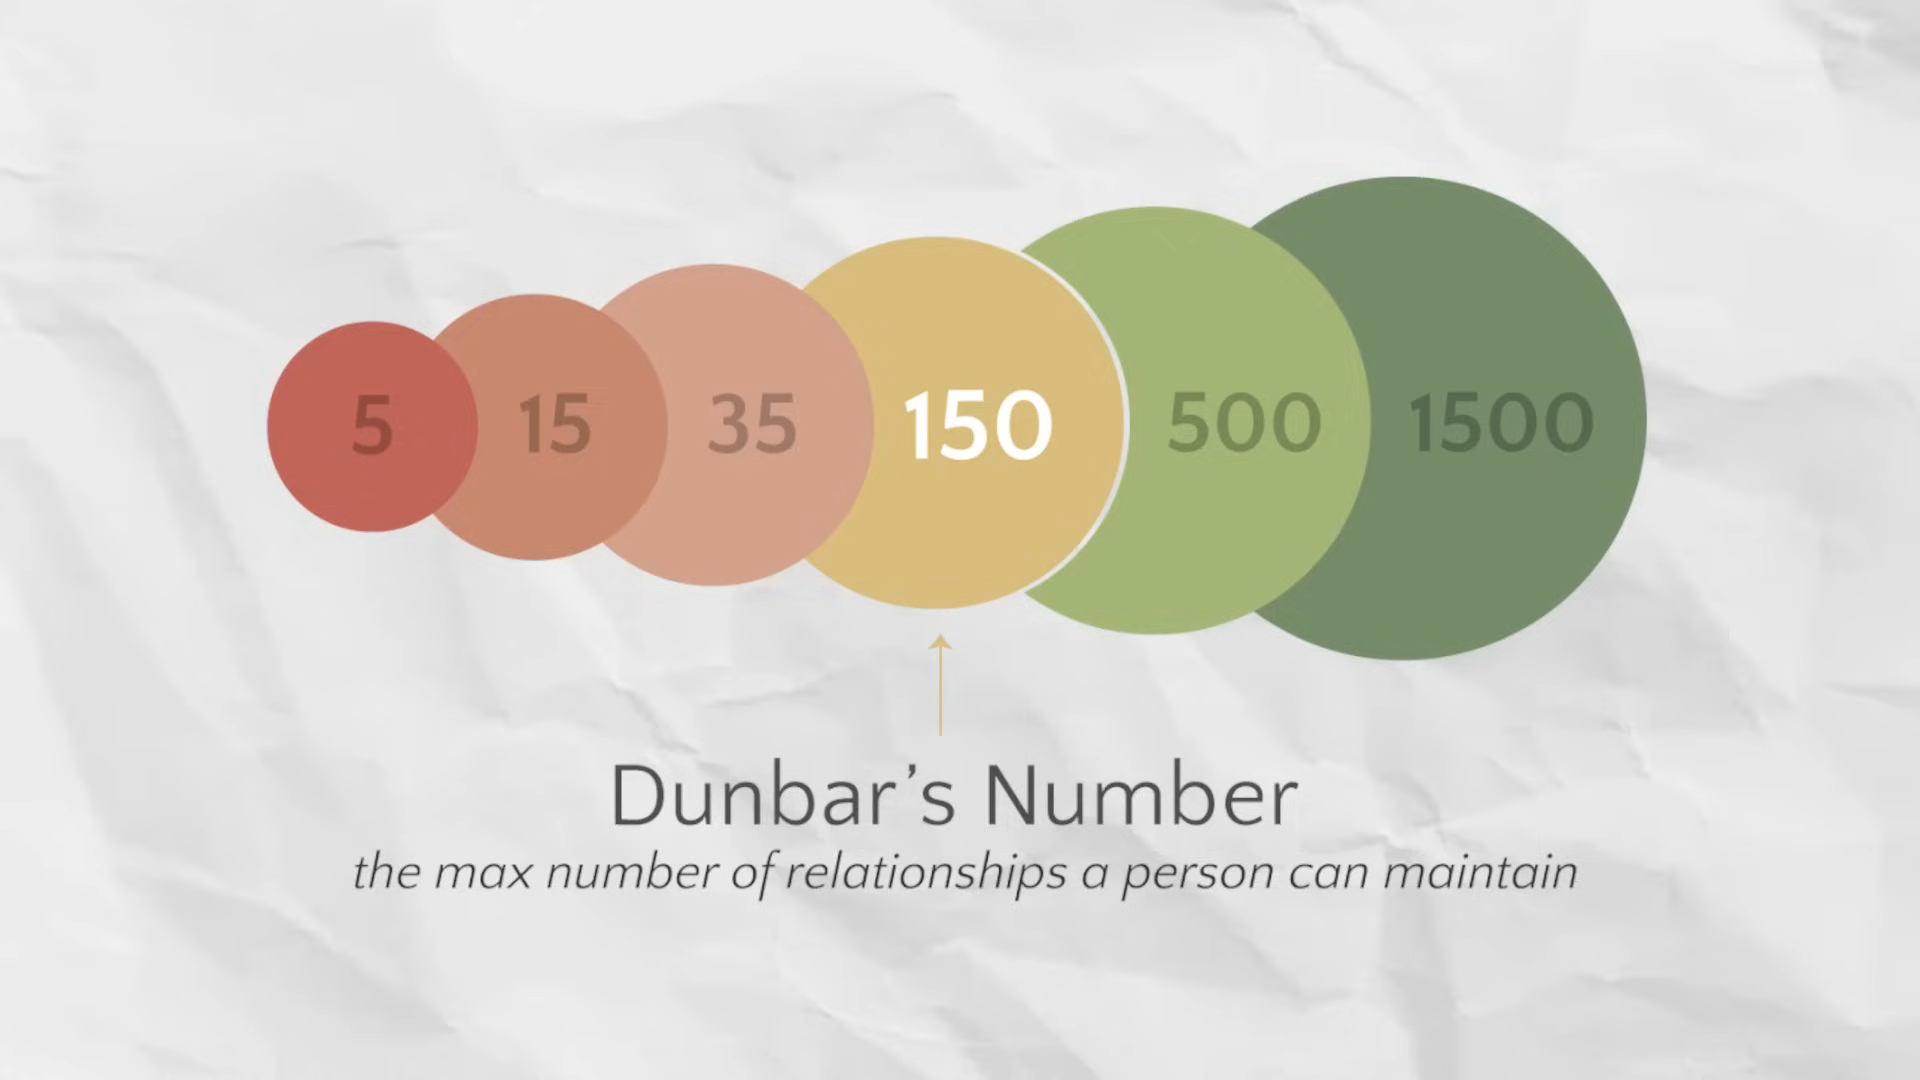 5 15 35 150 500 1500
Dunbar’s Number
the max number of relationships a person can maintain